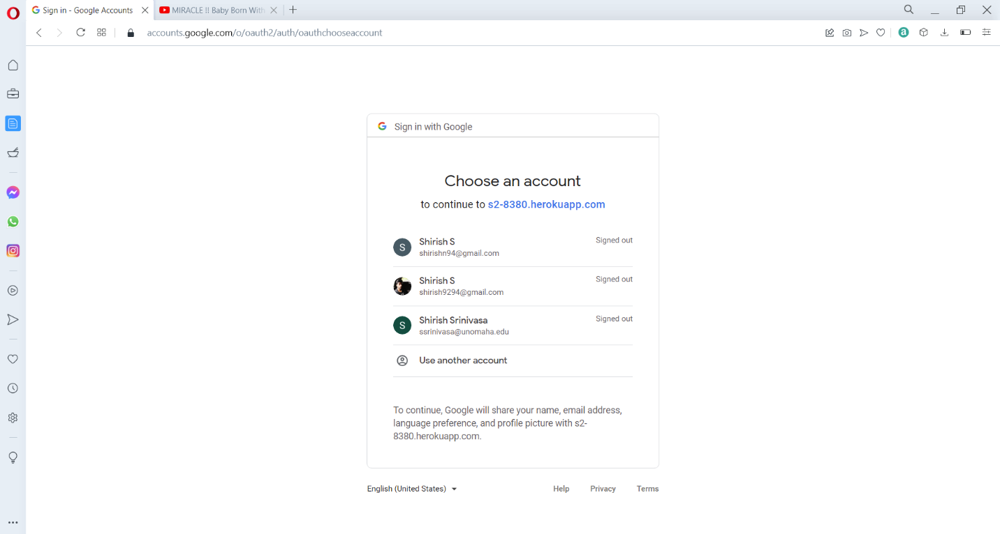 Sign in - Google Accounts
MIRACLE !! Baby Born With
accounts.google.com/o/oauth2/auth/oauthchooseaccount
a
Sign in with Google
Choose an account
to continue to s2-8380.herokuapp.com
S
Shirish S
Signed out
shirishn94@gmail.com
Shirish S
Signed out
shirish9294@gmail.com
S
Shirish Srinivasa
Signed out
ssrinivasa@unomaha.edu
Use another account
To continue, Google will share your name, email address,
language preference, and profile picture with s2-
8380.herokuapp.com.
English (United States)
Help
Privacy
Terms